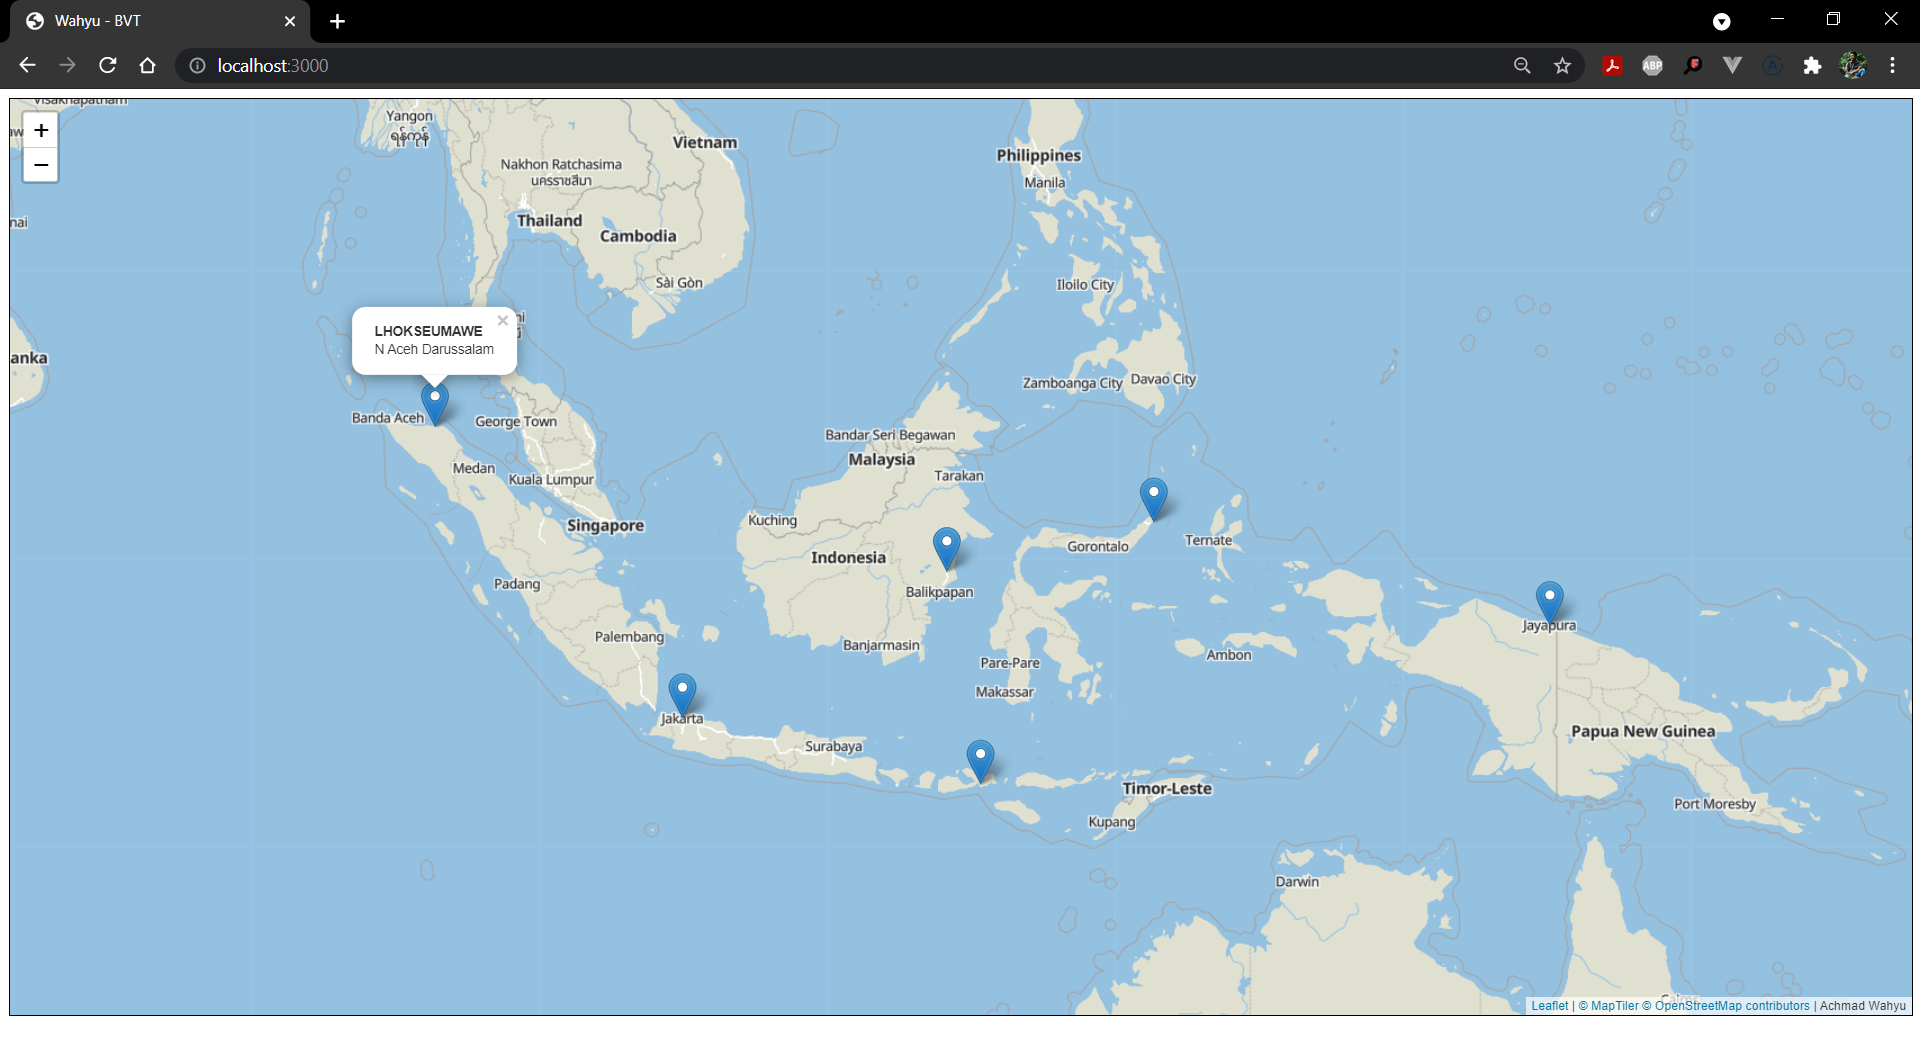 Wahyu - BVT
localhost:3000
ABP
Visakhapatnam
+
−
Yangon
ရန်ကုန်
Vietnam
Nakhon Ratchasima
นครราชสีมา
Thailand
Cambodia
Sài Gòn
Philippines
Manila
Iloilo City
LHOKSEUMAWE
N Aceh Darussalam
×
anka
Zamboanga City
Davao City
Banda Aceh
George Town
Bandar Seri Begawan
Malaysia
Medan
Kuala Lumpur
Tarakan
Kuching
Singapore
Indonesia
Gorontalo
Ternate
Padang
Balikpapan
Palembang
Banjarmasin
Jayapura
Pare-Pare
Ambon
Makassar
Jakarta
Surabaya
Papua New Guinea
Timor-Leste
Port Moresby
Kupang
Darwin
Leaflet | © MapTiler © OpenStreetMap contributors | Achmad Wahyu